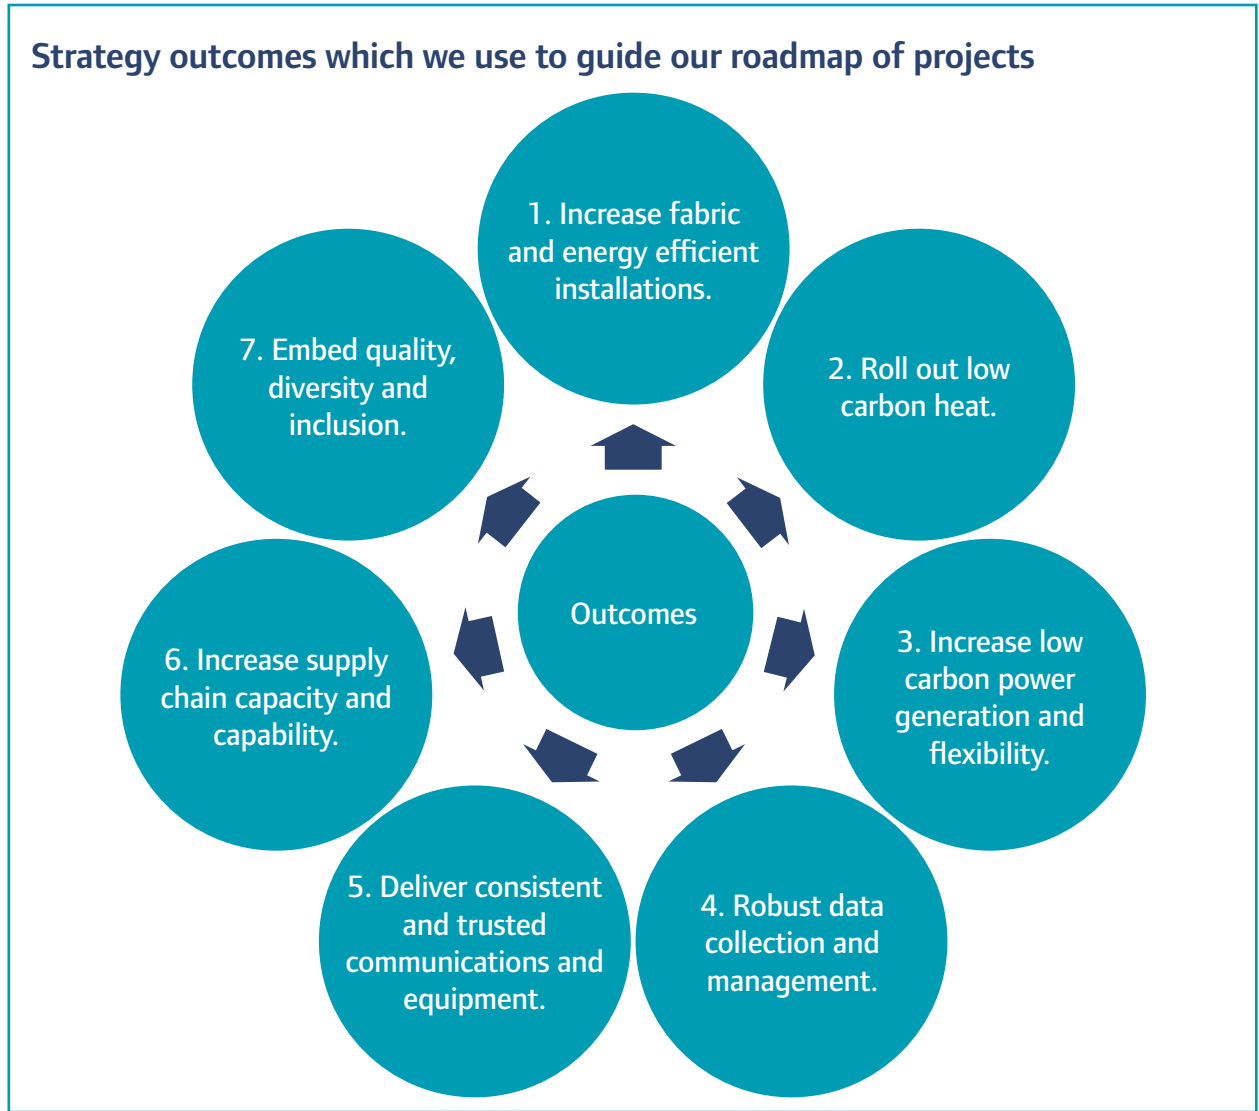 Strategy outcomes which we use to guide our roadmap of projects
1. Increase fabric
and energy efficient
installations.
2. Roll out low
carbon heat.
3. Increase low
carbon power
generation and
flexibility.
4. Robust data
collection and
management.
5. Deliver consistent
and trusted
communications and
equipment.
6. Increase supply
chain capacity and
capability.
7. Embed quality,
diversity and
inclusion.
Outcomes